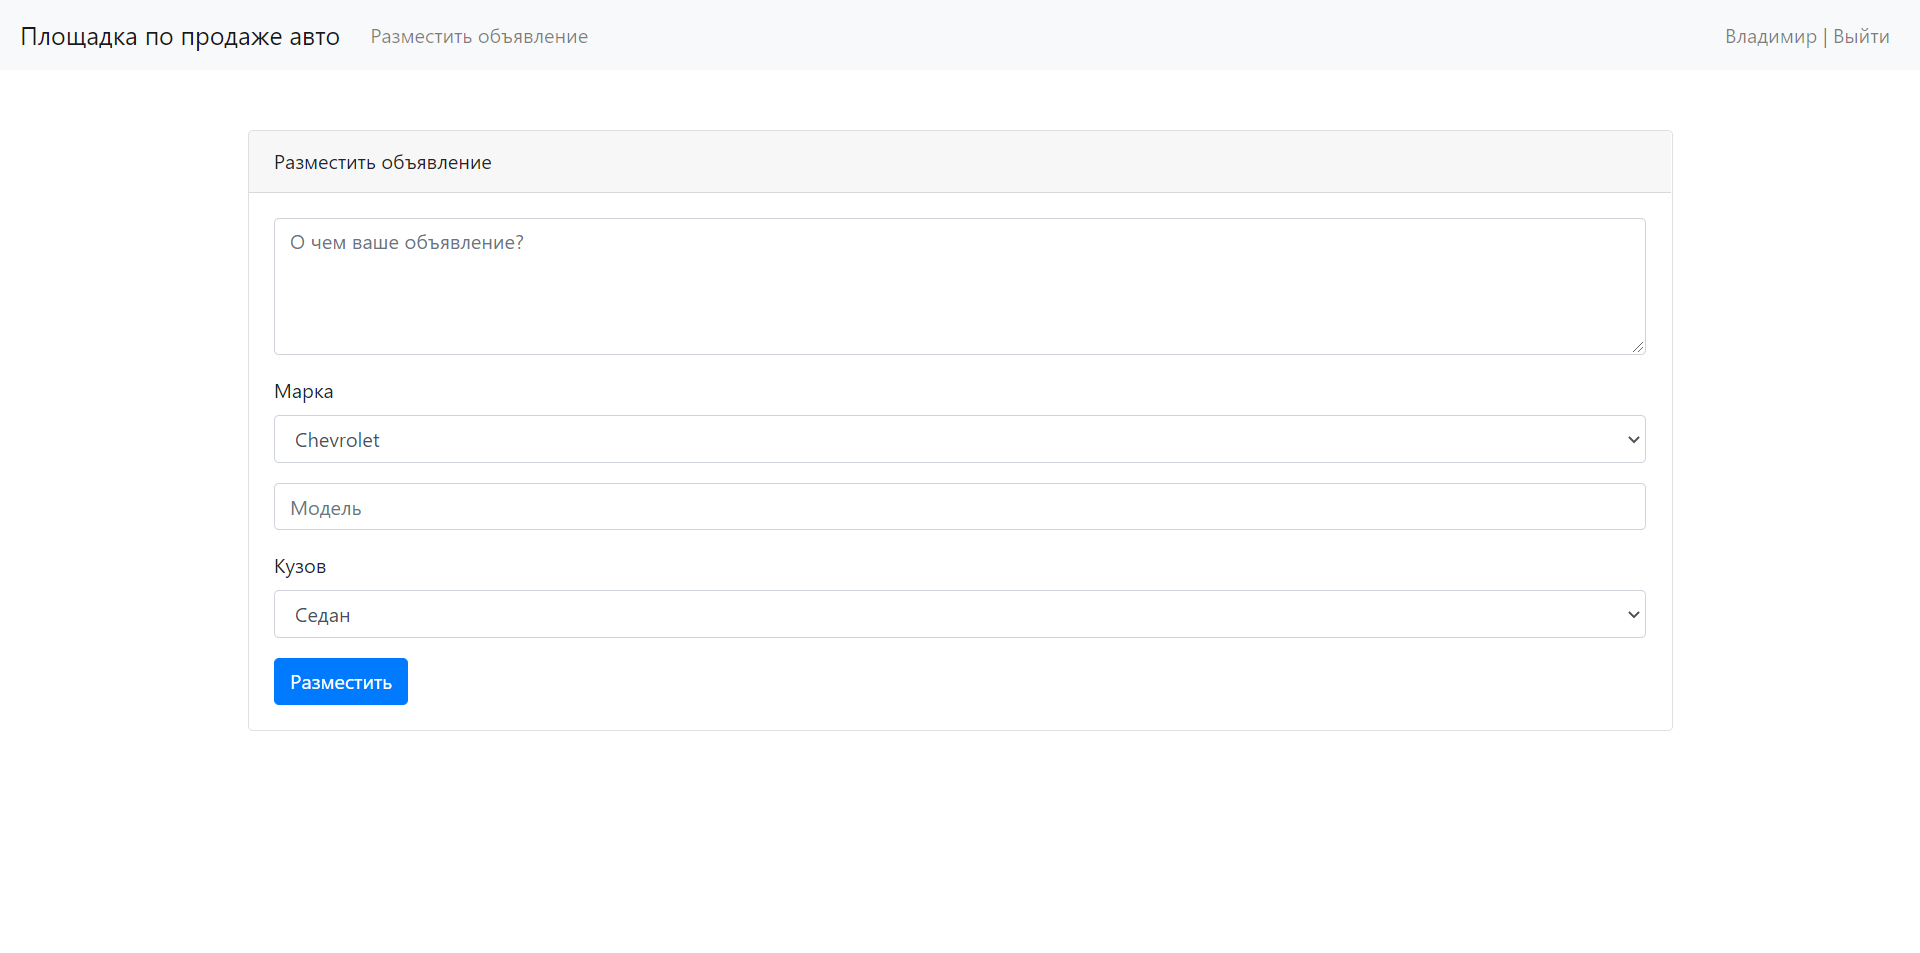 Площадка по продаже авто Разместить объявление Владимир | Выйти
Разместить объявление
О чем ваше объявление?
Марка
Chevrolet
Модель
Кузов
Седан
Разместить